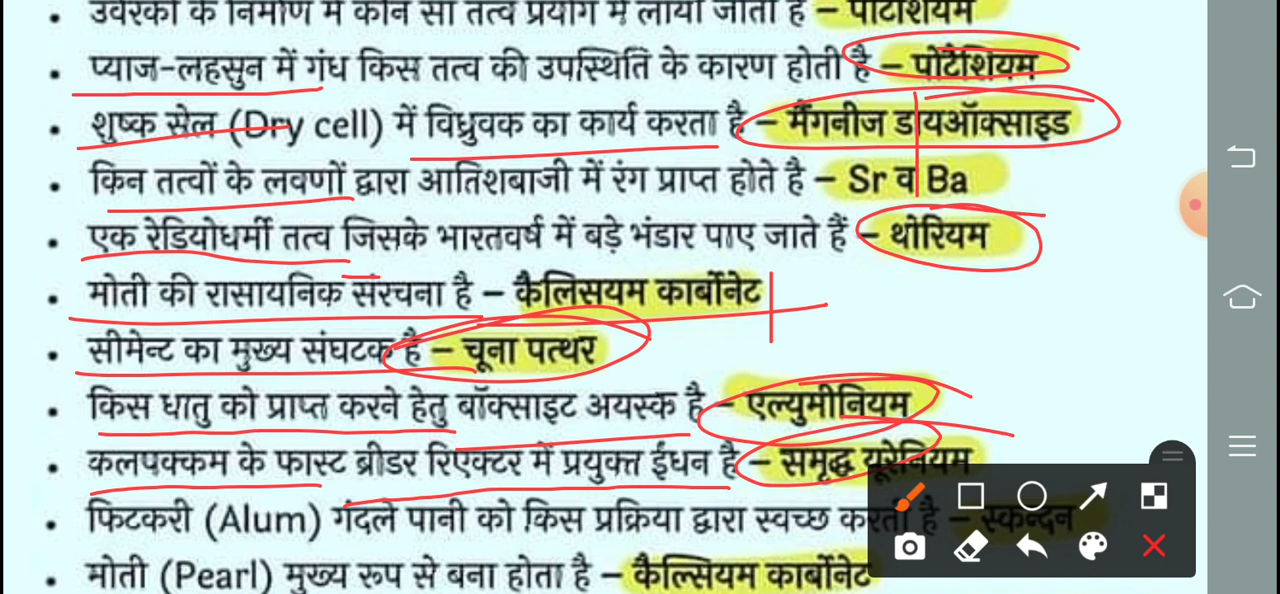 उर्वरकों के निर्माण में कौन सा तत्व प्रयोग में लाया जाता है – पोटेशियम
• प्याज-लहसुन में गंध किस तत्व की उपस्थिति के कारण होती है – पोटेशियम
• शुष्क सेल (Dry cell) में विध्रुवक का कार्य करता है – मैंगनीज डायऑक्साइड
• किन तत्वों के लवणों द्वारा आतिशबाजी में रंग प्राप्त होते है – Sr व Ba
• एक रेडियोधर्मी तत्व जिसके भारतवर्ष में बड़े भंडार पाए जाते हैं – थोरियम
• मोती की रासायनिक संरचना है – कैलिसयम कार्बोनेट
• सीमेन्ट का मुख्य संघटक है – चूना पत्थर
• किस धातु को प्राप्त करने हेतु बॉक्साइट अयस्क है – एल्युमीनियम
• कलपक्कम के फास्ट ब्रीडर रिएक्टर में प्रयुक्त ईंधन है – समृद्ध यूरेनियम
• फिटकरी (Alum) गंदले पानी को किस प्रक्रिया द्वारा स्वच्छ करती है – स्कन्दन
• मोती (Pearl) मुख्य रूप से बना होता है – कैल्सियम कार्बोनेट